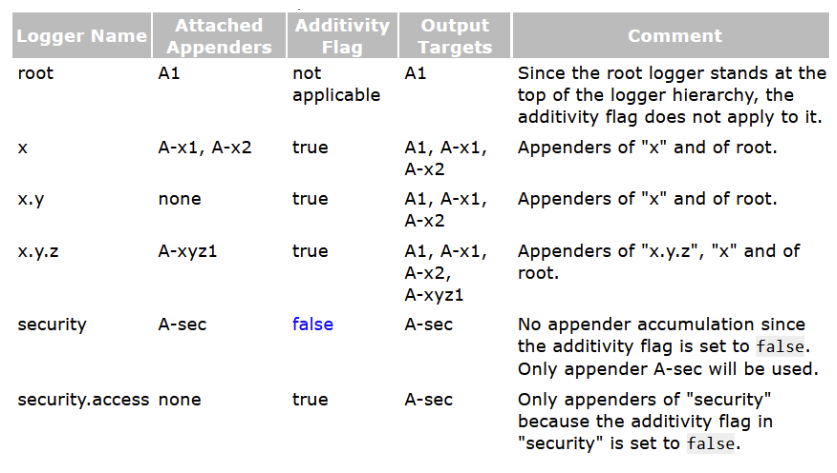 Logger Name Attached Appenders Additivity Flag Output Targets Comment
root A1 not applicable A1 Since the root logger stands at the top of the logger hierarchy, the additivity flag does not apply to it.
x A-x1, A-x2 true A1, A-x1, A-x2 Appenders of "x" and of root.
x.y none true A1, A-x1, A-x2 Appenders of "x" and of root.
x.y.z A-xyz1 true A1, A-x1, A-x2, A-xyz1 Appenders of "x.y.z", "x" and of root.
security A-sec false A-sec No appender accumulation since the additivity flag is set to false. Only appender A-sec will be used.
security.access none true A-sec Only appenders of "security" because the additivity flag in "security" is set to false.